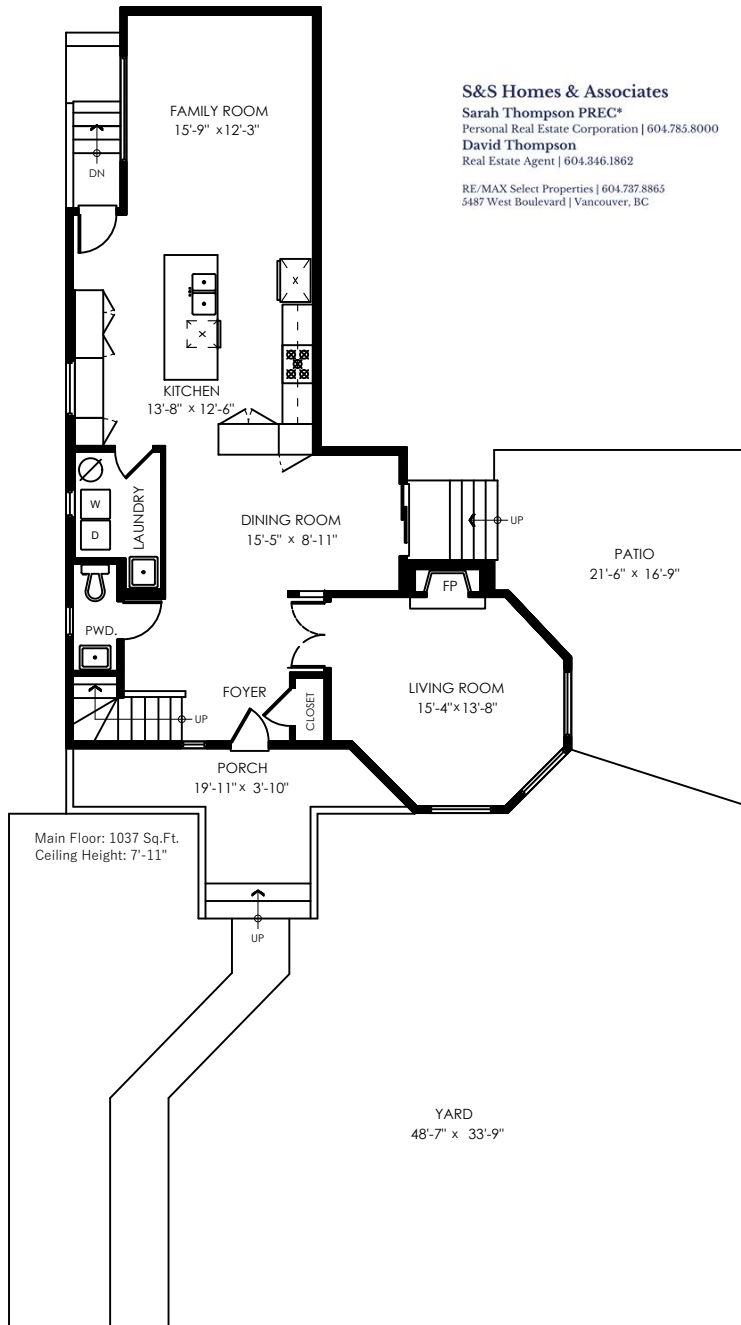 S&S Homes & Associates
Sarah Thompson PREC*
Personal Real Estate Corporation | 604.785.8000
David Thompson
Real Estate Agent | 604.346.1862
RE/MAX Select Properties | 604.737.8865
5487 West Boulevard | Vancouver, BC
FAMILY ROOM
15'-9" x 12'-3"
DN
X
X
KITCHEN
13'-8" x 12'-6"
W
D
LAUNDRY
DINING ROOM
15'-5" x 8'-11"
UP
PATIO
21'-6" x 16'-9"
FP
PWD.
FOYER
CLOSET
LIVING ROOM
15'-4" x 13'-8"
UP
PORCH
19'-11" x 3'-10"
Main Floor: 1037 Sq.Ft.
Ceiling Height: 7'-11"
UP
YARD
48'-7" x 33'-9"